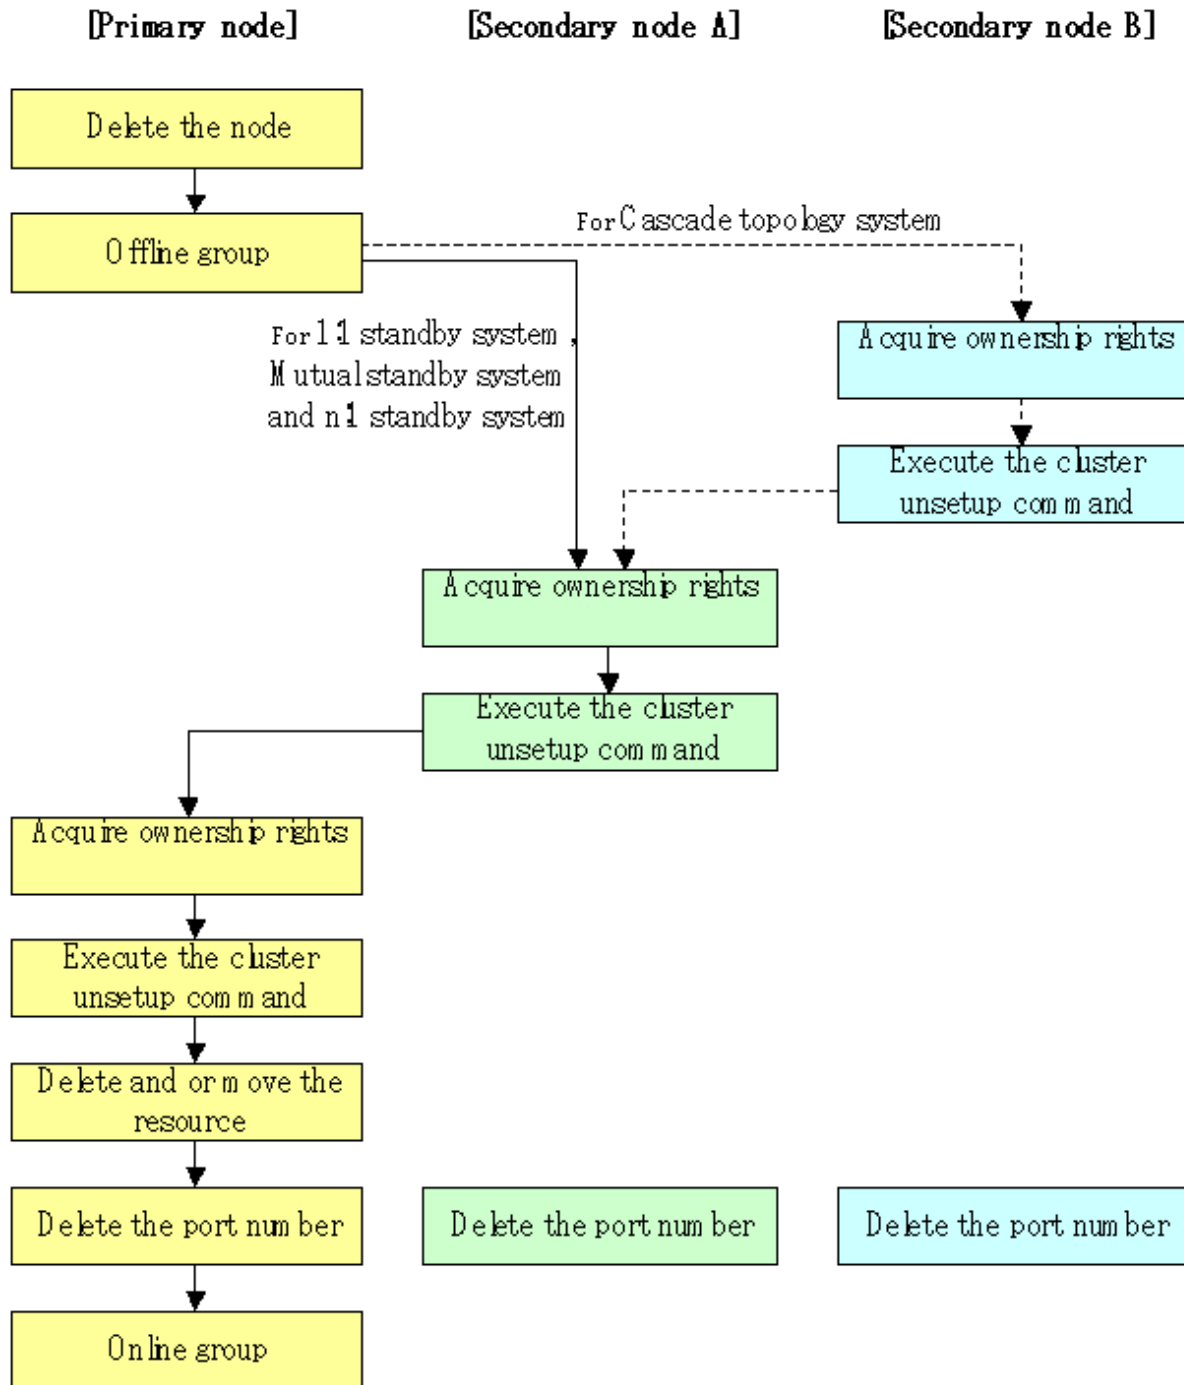 [Primary node]
[Secondary node A]
[Secondary node B]
Delete the node
Offline group
For Cascade topology system
For 1:1 standby system,
Mutual standby system
and n:1 standby system
Acquire ownership rights
Execute the cluster
unsetup command
Acquire ownership rights
Execute the cluster
unsetup command
Acquire ownership rights
Execute the cluster
unsetup command
Delete and or move the
resource
Delete the port number
Delete the port number
Delete the port number
Online group